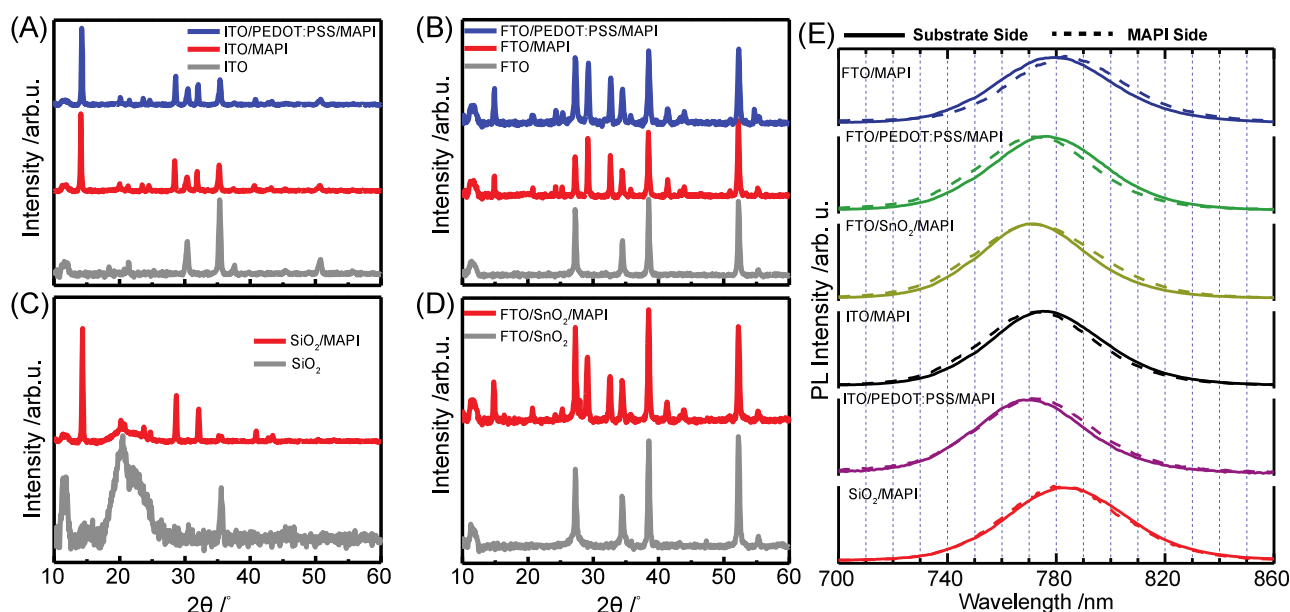 (A)
ITO/PEDOT:PSS/MAPI
ITO/MAPI
ITO
Intensity /arb.u.
(B)
FTO/PEDOT:PSS/MAPI
FTO/MAPI
FTO
Intensity /arb.u.
(C)
SiO2/MAPI
SiO2
Intensity /arb.u.
10 20 30 40 50 60
2θ /°
(D)
FTO/SnO2/MAPI
FTO/SnO2
Intensity /arb.u.
10 20 30 40 50 60
2θ /°
(E)
Substrate Side
MAPI Side
FTO/MAPI
FTO/PEDOT:PSS/MAPI
FTO/SnO2/MAPI
ITO/MAPI
ITO/PEDOT:PSS/MAPI
SiO2/MAPI
PL Intensity /arb. u.
700 740 780 820 860
Wavelength /nm